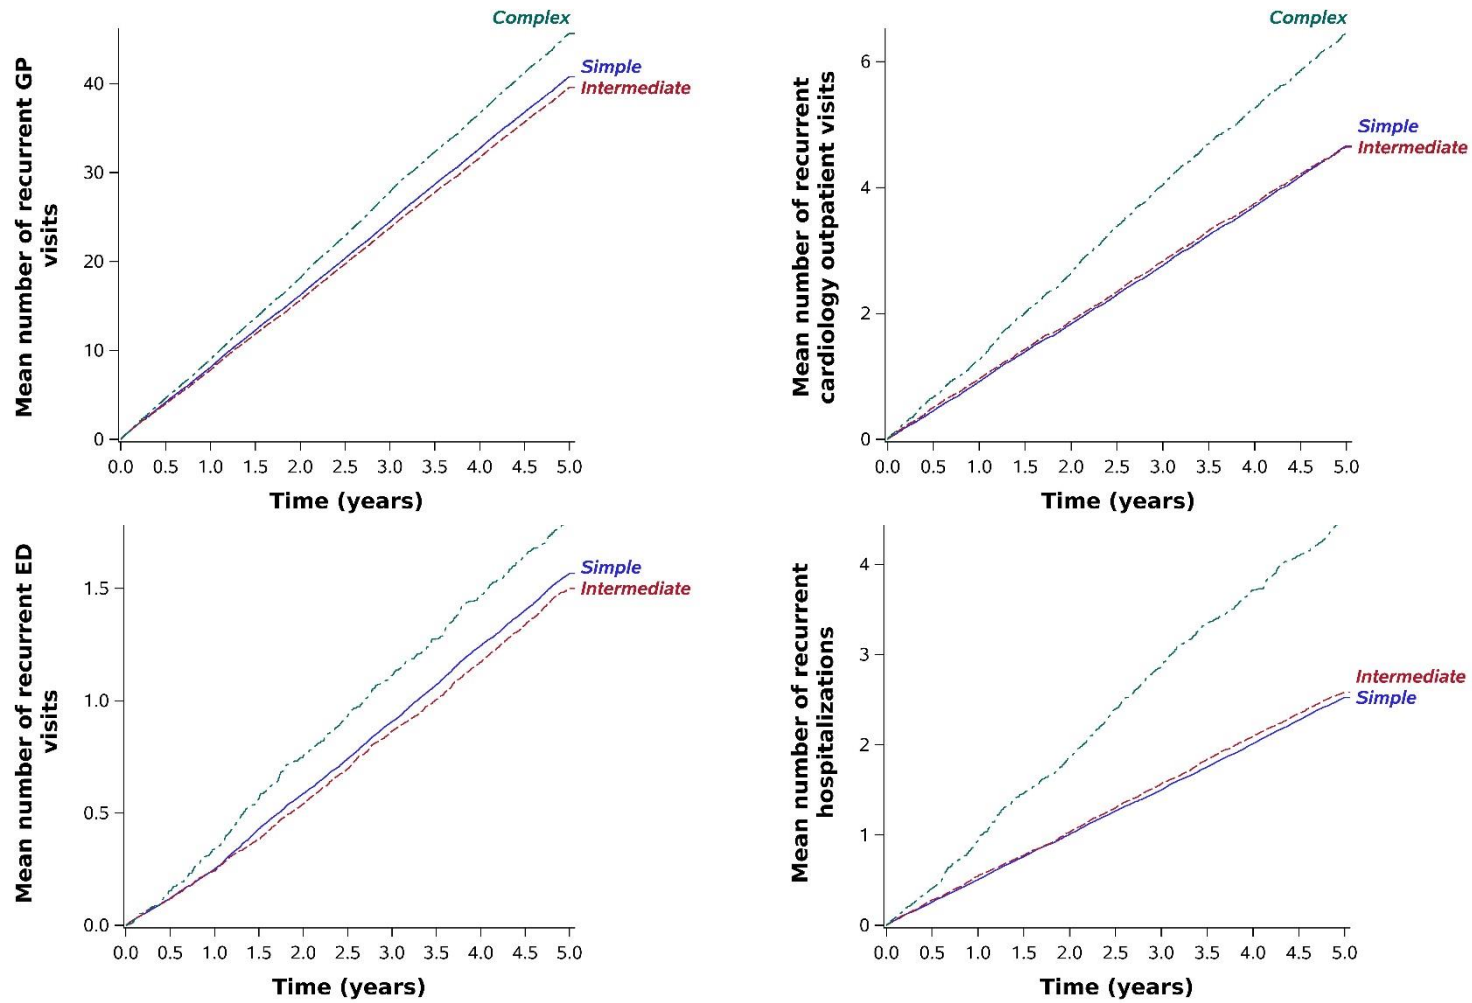 Complex
Simple
Intermediate
Mean number of recurrent GP
visits
40
30
20
10
0
0.0 0.5 1.0 1.5 2.0 2.5 3.0 3.5 4.0 4.5 5.0
Time (years)
Complex
Simple
Intermediate
Mean number of recurrent
cardiology outpatient visits
6
4
2
0
0.0 0.5 1.0 1.5 2.0 2.5 3.0 3.5 4.0 4.5 5.0
Time (years)
Simple
Intermediate
Mean number of recurrent ED
visits
1.5
1.0
0.5
0.0
0.0 0.5 1.0 1.5 2.0 2.5 3.0 3.5 4.0 4.5 5.0
Time (years)
Intermediate
Simple
Mean number of recurrent
hospitalizations
4
3
2
1
0
0.0 0.5 1.0 1.5 2.0 2.5 3.0 3.5 4.0 4.5 5.0
Time (years)